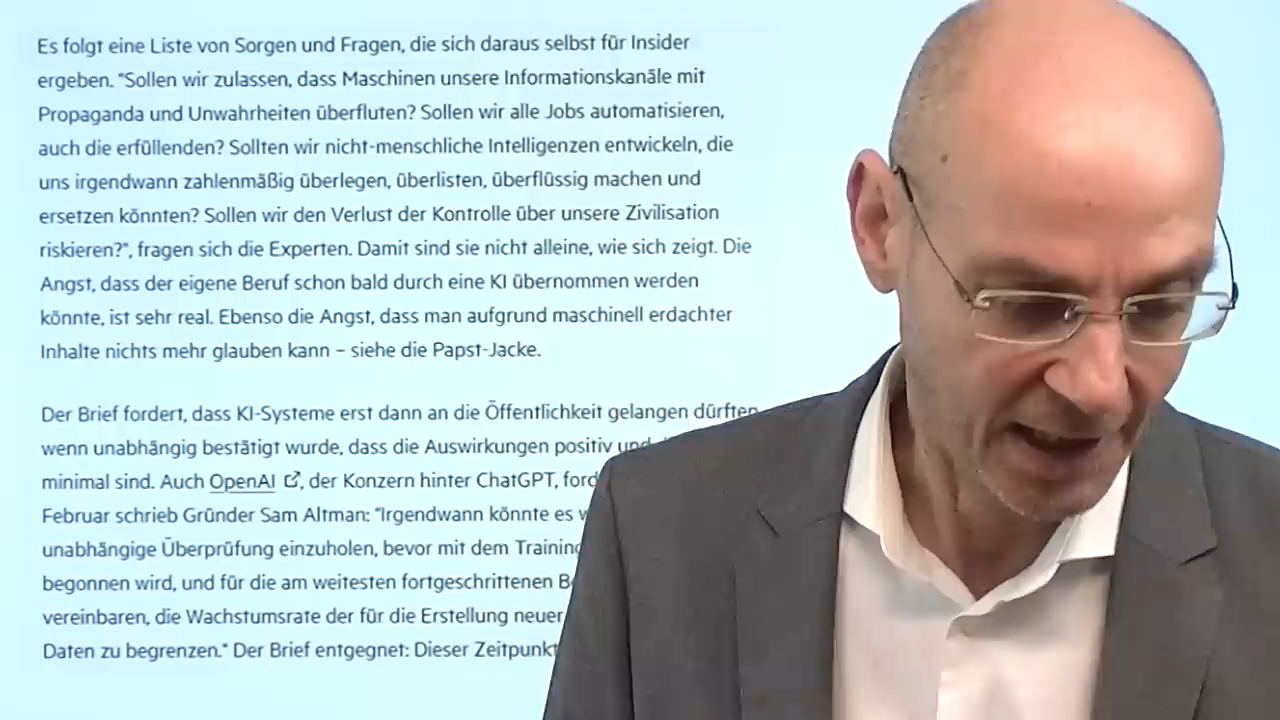 Es folgt eine Liste von Sorgen und Fragen, die sich daraus selbst für Insider
ergeben. "Sollen wir zulassen, dass Maschinen unsere Informationskanäle mit
Propaganda und Unwahrheiten überfluten? Sollen wir alle Jobs automatisieren,
auch die erfüllenden? Sollten wir nicht-menschliche Intelligenzen entwickeln, die
uns irgendwann zahlenmäßig überlegen, überlisten, überflüssig machen und
ersetzen könnten? Sollen wir den Verlust der Kontrolle über unsere Zivilisation
riskieren?", fragen sich die Experten. Damit sind sie nicht alleine, wie sich zeigt. Die
Angst, dass der eigene Beruf schon bald durch eine KI übernommen werden
könnte, ist sehr real. Ebenso die Angst, dass man aufgrund maschinell erdachter
Inhalte nichts mehr glauben kann – siehe die Papst-Jacke.
Der Brief fordert, dass KI-Systeme erst dann an die Öffentlichkeit gelangen dürften,
wenn unabhängig bestätigt wurde, dass die Auswirkungen positiv und
minimal sind. Auch OpenAI, der Konzern hinter ChatGPT,
Februar schrieb Gründer Sam Altman: "Irgendwann könnte es
unabhängige Überprüfung einzuholen, bevor mit dem Training
begonnen wird, und für die am weitesten fortgeschrittenen
vereinbaren, die Wachstumsrate der für die Erstellung neuer
Daten zu begrenzen." Der Brief entgegnet: Dieser Zeitpunkt